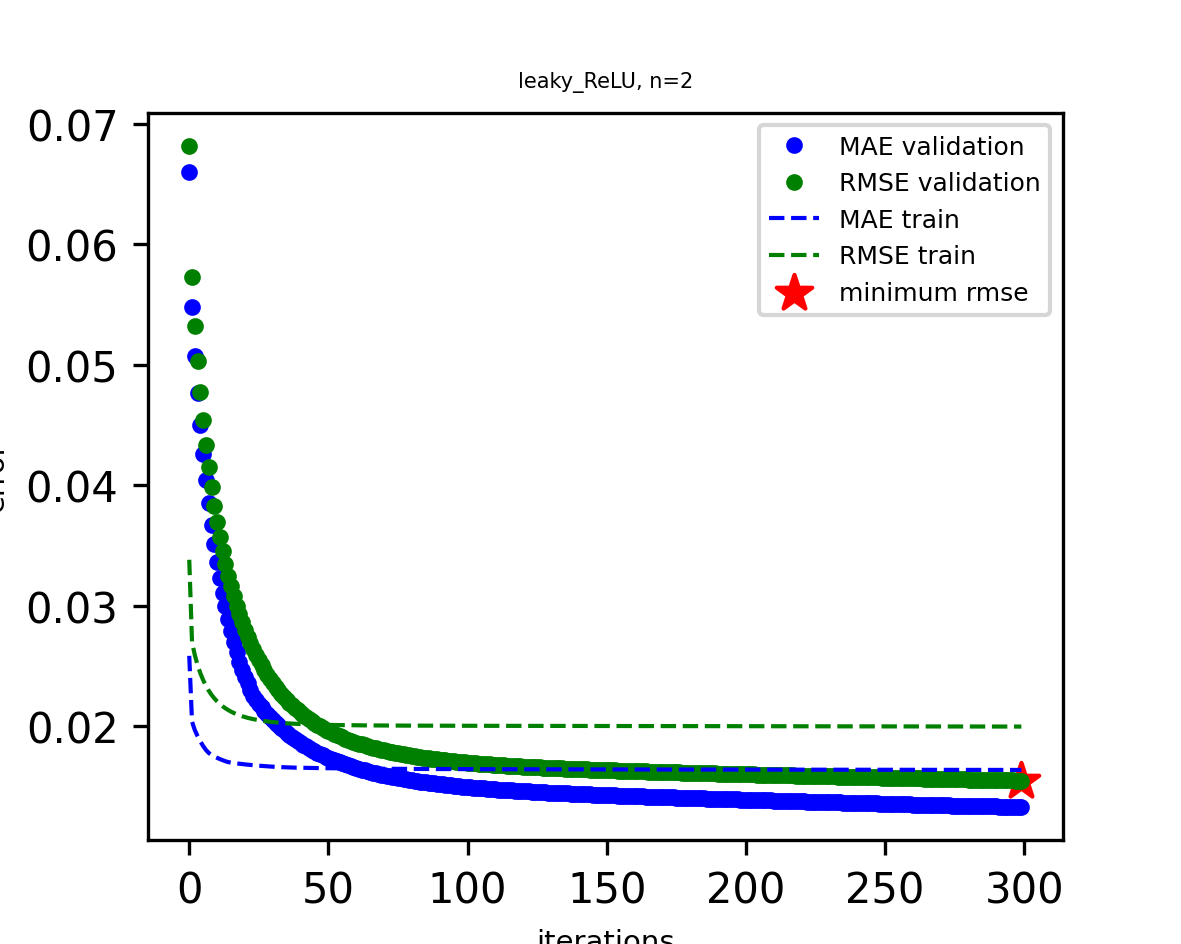 leaky_ReLU, n=2
0.07
0.06
0.05
0.04
0.03
0.02
MAE validation
RMSE validation
MAE train
RMSE train
minimum rmse
0 50 100 150 200 250 300
iterations